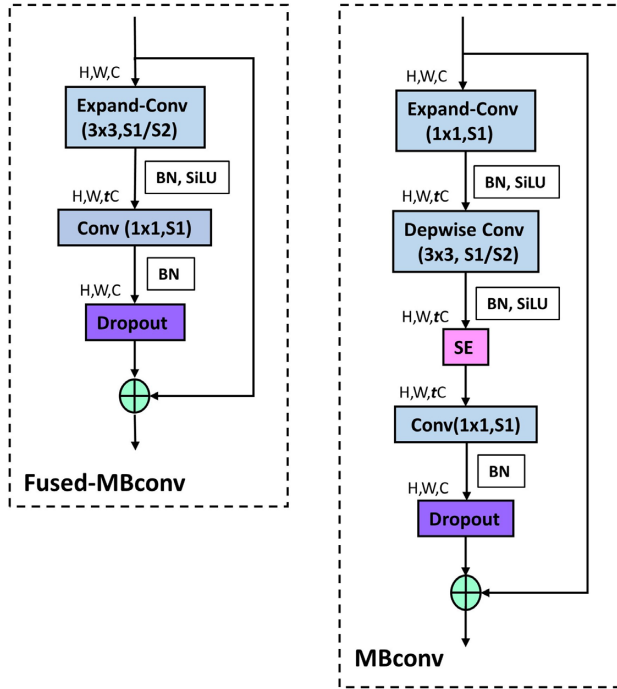 H,W,C
Expand-Conv
(3x3,S1/S2)
BN, SiLU
H,W,tC
Conv (1x1,S1)
BN
H,W,C
Dropout
Fused-MBconv
H,W,C
Expand-Conv
(1x1,S1)
BN, SiLU
H,W,tC
Depwise Conv
(3x3, S1/S2)
BN, SiLU
H,W,tC
SE
H,W,tC
Conv(1x1,S1)
BN
H,W,C
Dropout
MBconv